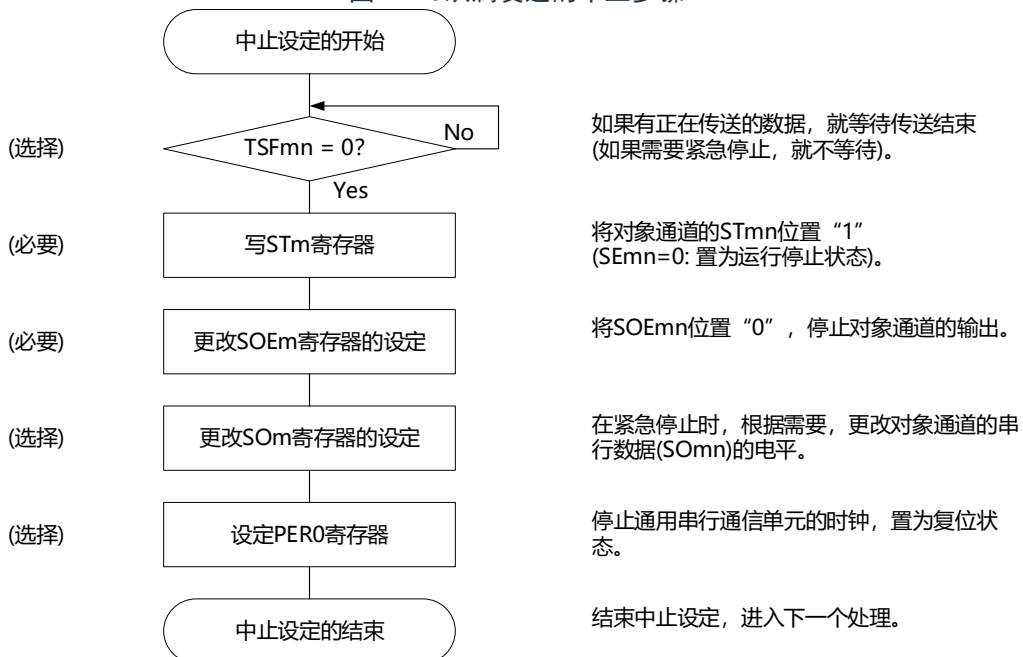 中止设定的开始
(选择)
TSFmn = 0?
No
如果有正在传送的数据，就等待传送结束
(如果需要紧急停止，就不等待)。
Yes
(必要)
写STm寄存器
将对象通道的STmn位置“1”
(SEmn=0: 置为运行停止状态)。
(必要)
更改SOEm寄存器的设定
将SOEmn位置“0”，停止对象通道的输出。
(选择)
更改SOm寄存器的设定
在紧急停止时，根据需要，更改对象通道的串
行数据(SOmn)的电平。
(选择)
设定PER0寄存器
停止通用串行通信单元的时钟，置为复位状
态。
中止设定的结束
结束中止设定，进入下一个处理。